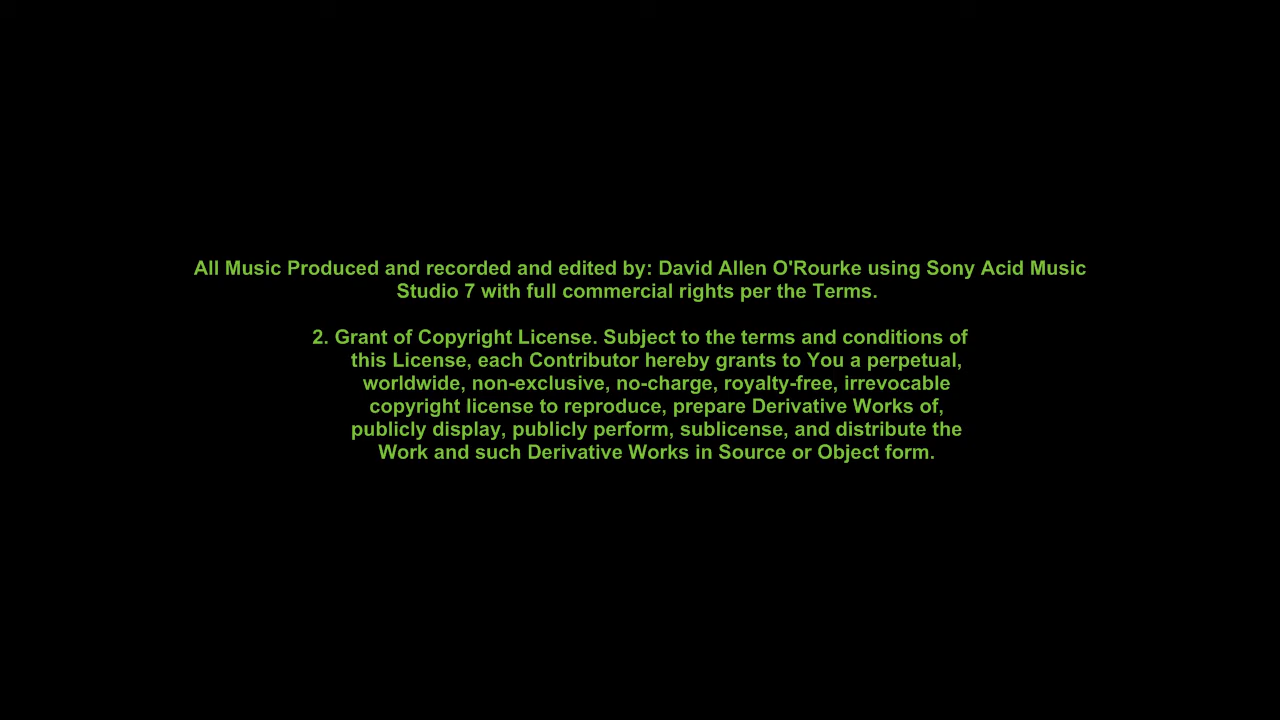 All Music Produced and recorded and edited by: David Allen O'Rourke using Sony Acid Music
Studio 7 with full commercial rights per the Terms.
2. Grant of Copyright License. Subject to the terms and conditions of
this License, each Contributor hereby grants to You a perpetual,
worldwide, non-exclusive, no-charge, royalty-free, irrevocable
copyright license to reproduce, prepare Derivative Works of,
publicly display, publicly perform, sublicense, and distribute the
Work and such Derivative Works in Source or Object form.